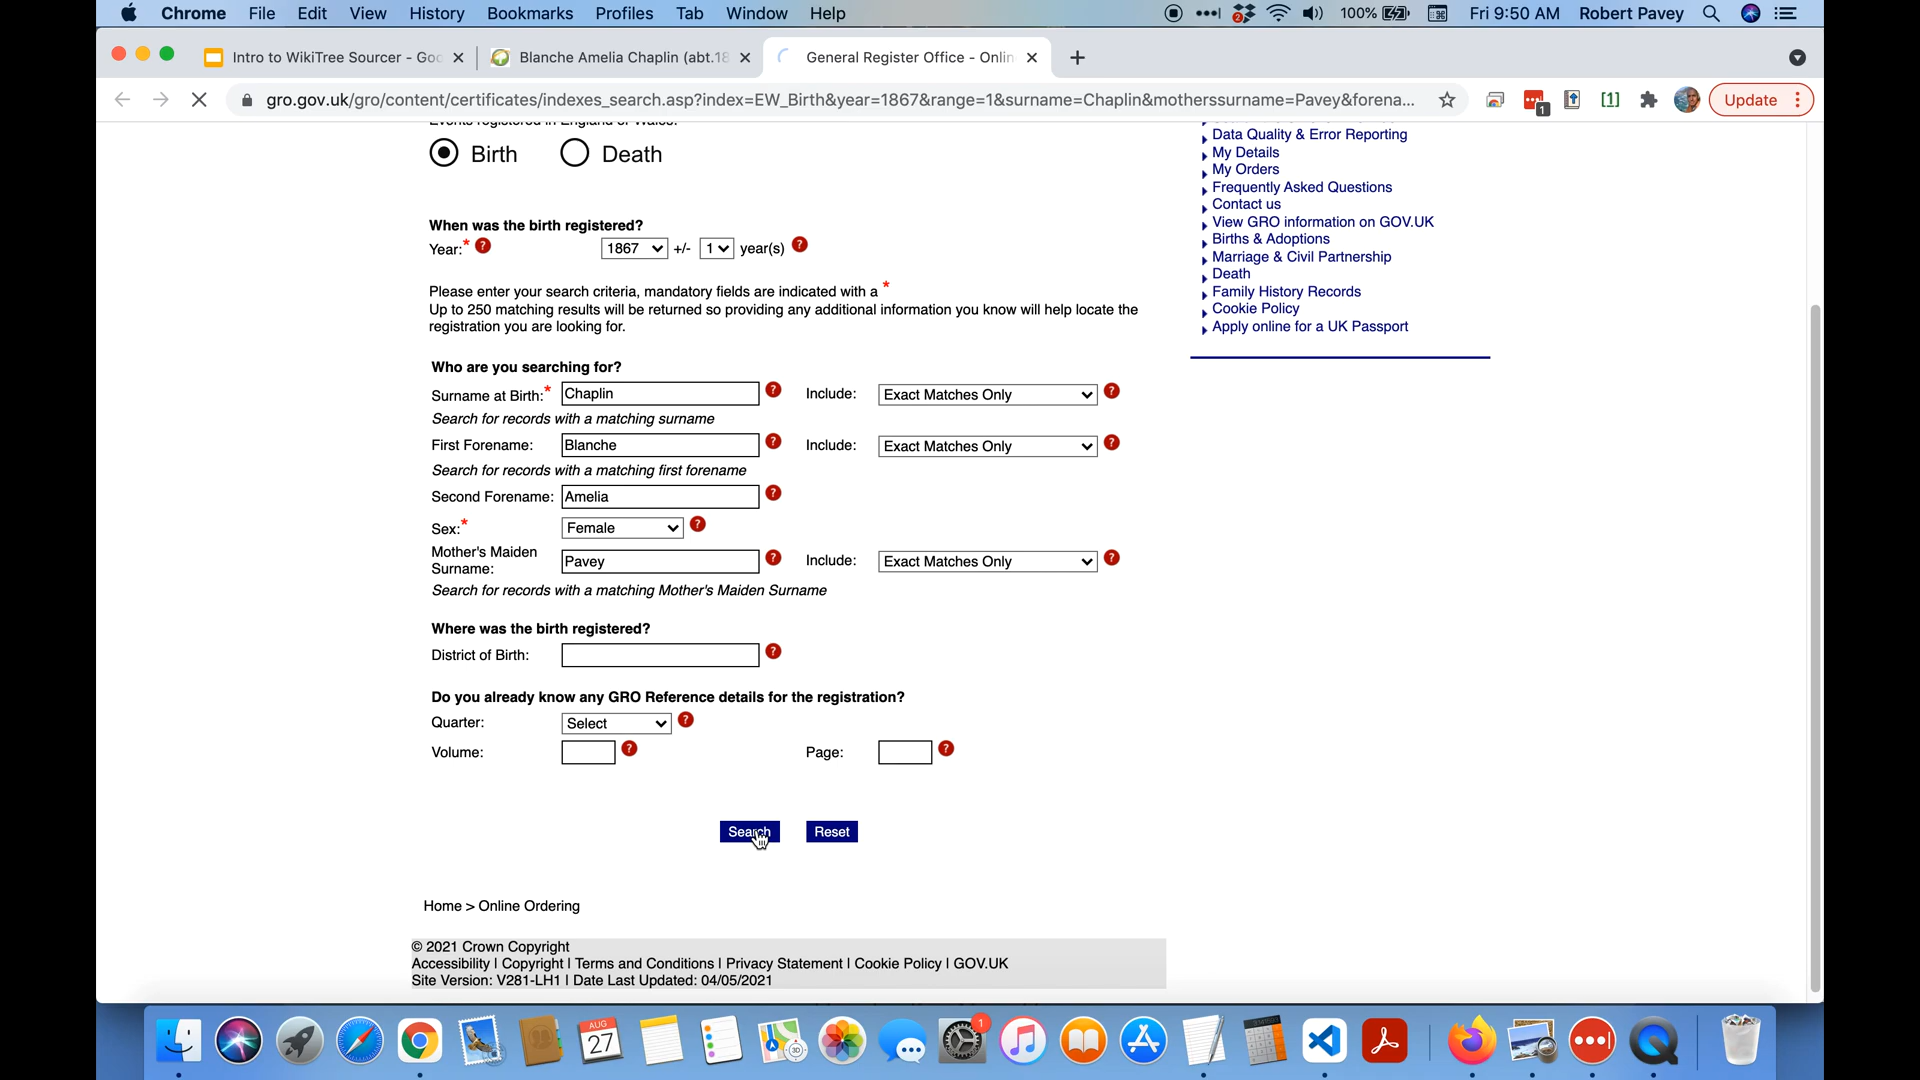 Chrome File Edit View History Bookmarks Profiles Tab Window Help 2 100% Fri 9:50 AM Robert Pavey
Intro to WikiTree Sourcer - Goo Blanche Amelia Chaplin (abt.18 General Register Office - Onlin
gro.gov.uk/gro/content/certificates/indexes_search.asp?index=EW_Birth&year=1867&range=1&surname=Chaplin&motherssurname=Pavey&forena... 1 [1] Update
Events registered in England or Wales.
Birth Death
When was the birth registered?
Year:* ? 1867 +/- 1 year(s) ?
Please enter your search criteria, mandatory fields are indicated with a *
Up to 250 matching results will be returned so providing any additional information you know will help locate the
registration you are looking for.
Who are you searching for?
Surname at Birth:* Chaplin ? Include: Exact Matches Only ?
Search for records with a matching surname
First Forename: Blanche ? Include: Exact Matches Only ?
Search for records with a matching first forename
Second Forename: Amelia ?
Sex:* Female ?
Mother's Maiden
Surname: Pavey ? Include: Exact Matches Only ?
Search for records with a matching Mother's Maiden Surname
Where was the birth registered?
District of Birth: ?
Do you already know any GRO Reference details for the registration?
Quarter: Select ?
Volume: ? Page: ?
Search Reset
Home > Online Ordering
© 2021 Crown Copyright
Accessibility | Copyright | Terms and Conditions | Privacy Statement | Cookie Policy | GOV.UK
Site Version: V281-LH1 | Date Last Updated: 04/05/2021
Data Quality & Error Reporting
My Details
My Orders
Frequently Asked Questions
Contact us
View GRO information on GOV.UK
Births & Adoptions
Marriage & Civil Partnership
Death
Family History Records
Cookie Policy
Apply online for a UK Passport
AUG
27
3D
1